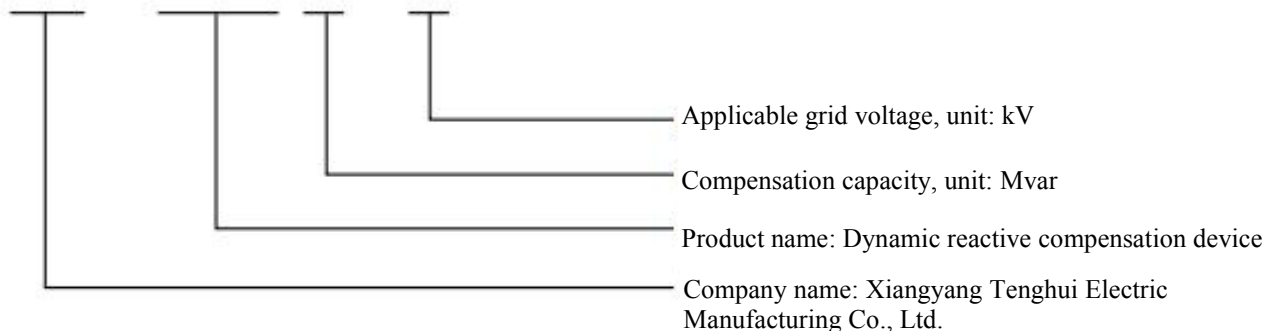 Applicable grid voltage, unit: kV
Compensation capacity, unit: Mvar
Product name: Dynamic reactive compensation device
Company name: Xiangyang Tenghui Electric
Manufacturing Co., Ltd.